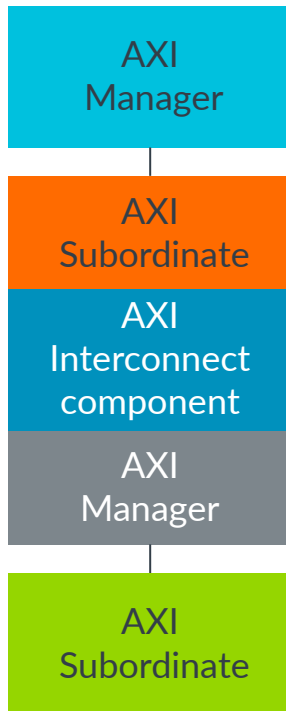 AXI
Manager
AXI
Subordinate
AXI
Interconnect
component
AXI
Manager
AXI
Subordinate